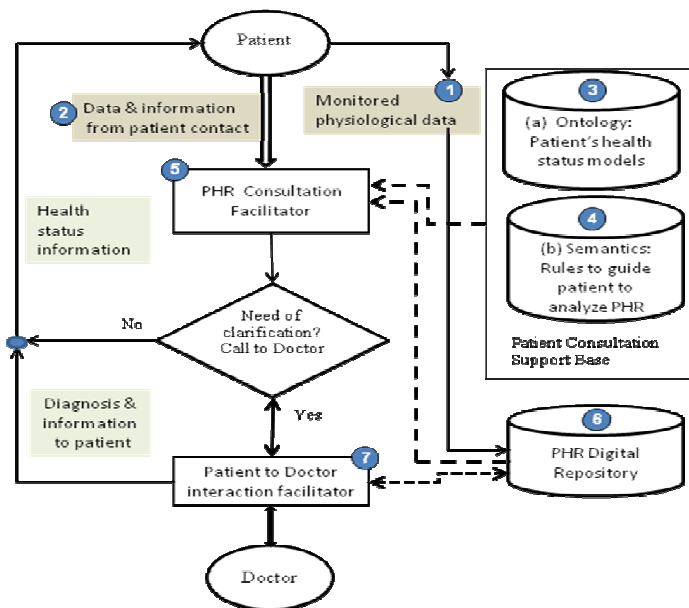 Patient
1
Monitored
physiological data
2
Data & information
from patient contact
3
(a) Ontology:
Patient's health
status models
4
(b) Semantics:
Rules to guide
patient to
analyze PHR
Patient Consultation
Support Base
5
PHR Consultation
Facilitator
Health
status
information
Need of
clarification?
Call to Doctor
No
Yes
Diagnosis &
information
to patient
6
PHR Digital
Repository
7
Patient to Doctor
interaction facilitator
Doctor